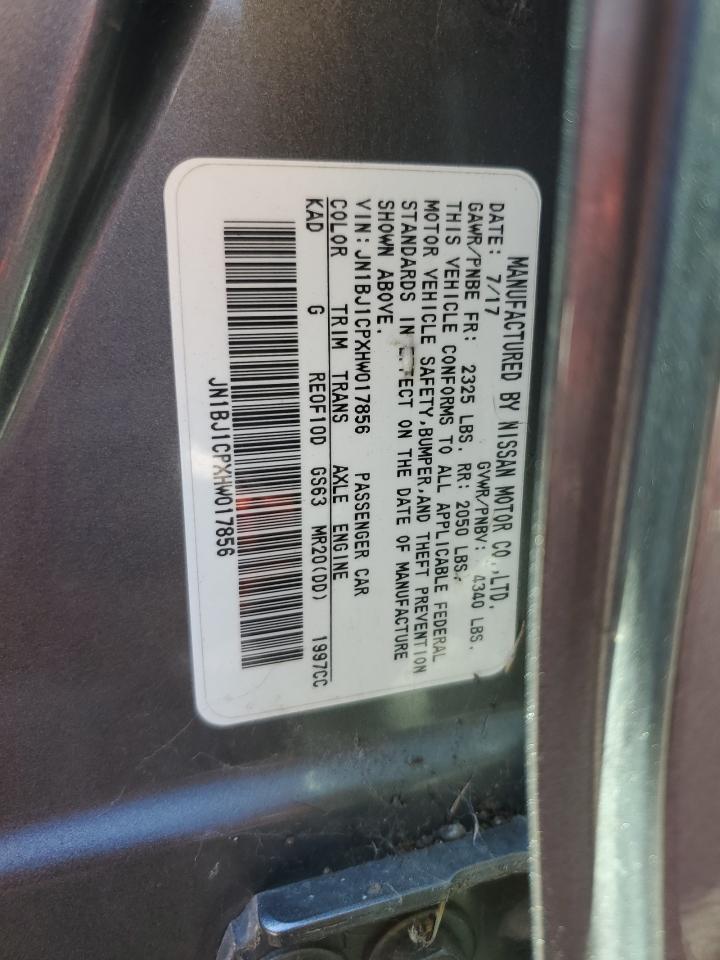 MANUFACTURED BY NISSAN MOTOR CO.,LTD.
DATE: 7/17 GVWR/PNBV: 4340 LBS.
GAWR/PNBE FR: 2325 LBS. RR: 2050 LBS.
THIS VEHICLE CONFORMS TO ALL APPLICABLE FEDERAL
MOTOR VEHICLE SAFETY,BUMPER,AND THEFT PREVENTION
STANDARDS IN EFFECT ON THE DATE OF MANUFACTURE
SHOWN ABOVE.
VIN: JN1BJ1CPXHW017856 PASSENGER CAR
COLOR TRIM TRANS AXLE ENGINE
KAD G RE0F10D GS63 MR20(DD) 1997CC
JN1BJ1CPXHW017856